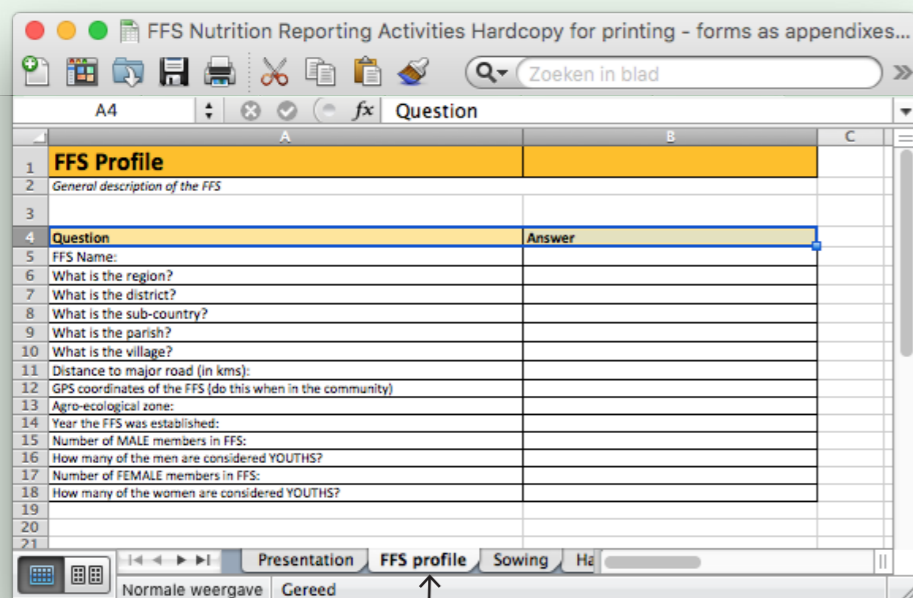 FFS Nutrition Reporting Activities Hardcopy for printing - forms as appendixes...
Zoeken in blad
A4 fx Question
A B C
1 FFS Profile
2 General description of the FFS
3
4 Question Answer
5 FFS Name:
6 What is the region?
7 What is the district?
8 What is the sub-country?
9 What is the parish?
10 What is the village?
11 Distance to major road (in kms):
12 GPS coordinates of the FFS (do this when in the community)
13 Agro-ecological zone:
14 Year the FFS was established:
15 Number of MALE members in FFS:
16 How many of the men are considered YOUTHS?
17 Number of FEMALE members in FFS:
18 How many of the women are considered YOUTHS?
19
20
21
Presentation FFS profile Sowing Ha
Normale weergave Gereed